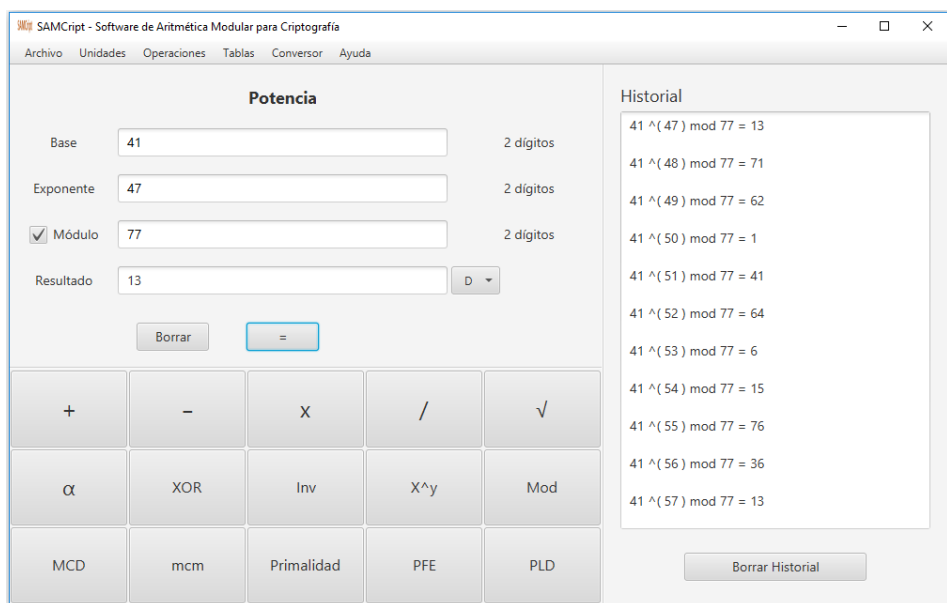 SAMCript - Software de Aritmética Modular para Criptografía
Archivo Unidades Operaciones Tablas Conversor Ayuda
Potencia
Base 41 2 dígitos
Exponente 47 2 dígitos
Módulo 77 2 dígitos
Resultado 13 D
Borrar =
+ − X / √
α XOR Inv X^y Mod
MCD mcm Primalidad PFE PLD
Historial
41 ^( 47 ) mod 77 = 13
41 ^( 48 ) mod 77 = 71
41 ^( 49 ) mod 77 = 62
41 ^( 50 ) mod 77 = 1
41 ^( 51 ) mod 77 = 41
41 ^( 52 ) mod 77 = 64
41 ^( 53 ) mod 77 = 6
41 ^( 54 ) mod 77 = 15
41 ^( 55 ) mod 77 = 76
41 ^( 56 ) mod 77 = 36
41 ^( 57 ) mod 77 = 13
Borrar Historial